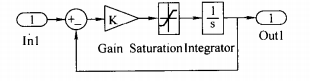 1
+
-
K
1
s
1
In1
Out1
Gain Saturation Integrator